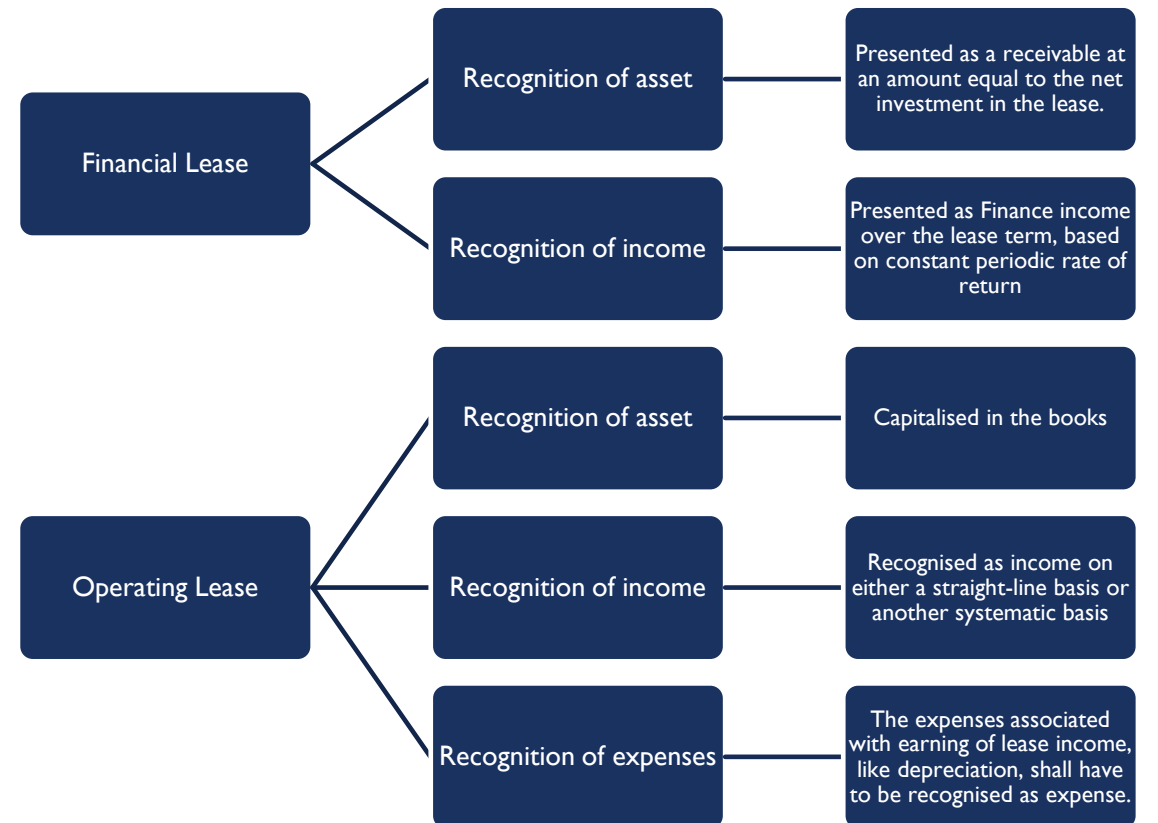 Financial Lease
Recognition of asset
Presented as a receivable at
an amount equal to the net
investment in the lease.
Recognition of income
Presented as Finance income
over the lease term, based
on constant periodic rate of
return
Operating Lease
Recognition of asset
Capitalised in the books
Recognition of income
Recognised as income on
either a straight-line basis or
another systematic basis
Recognition of expenses
The expenses associated
with earning of lease income,
like depreciation, shall have
to be recognised as expense.